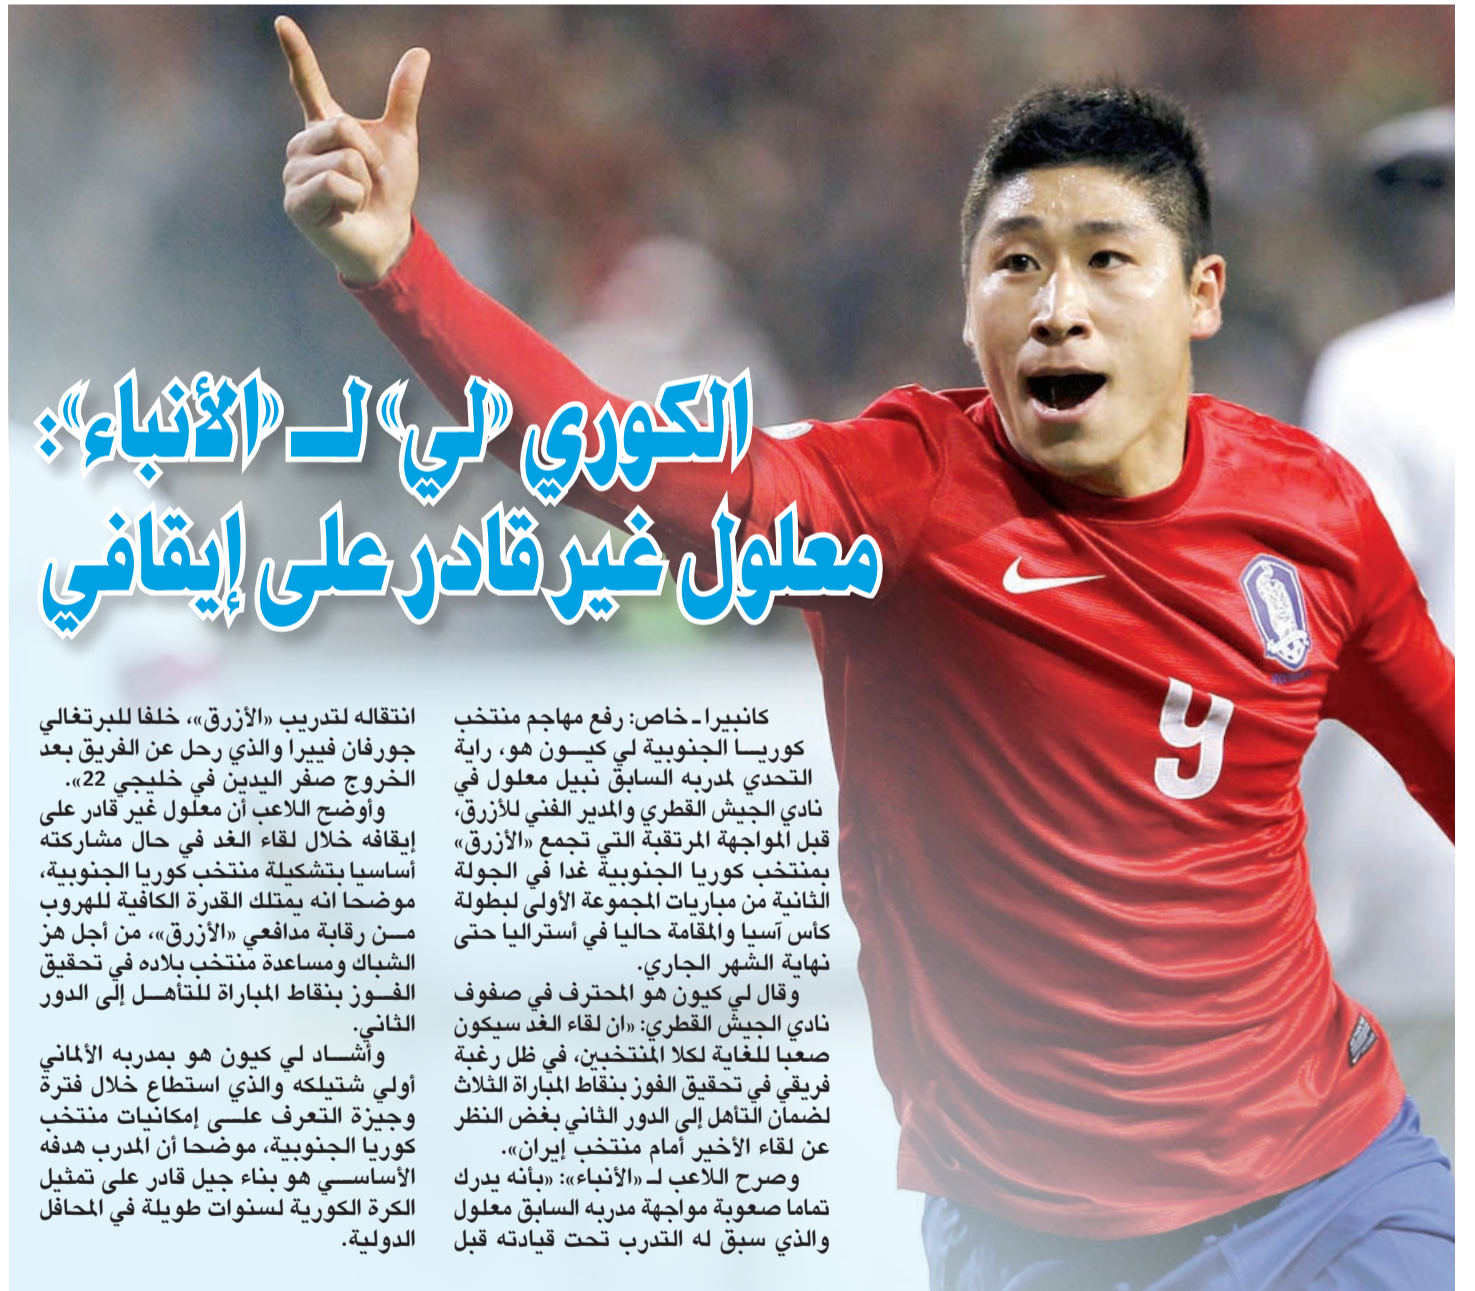 الكوري «لي» لـ «الأنباء»:
معلول غير قادر على إيقافي
9
كانبيرا ـ خاص: رفع مهاجم منتخب
كوريـا الجنوبية لي كيـون هو، راية
التحدي لمدربه السابق نبيل معلول في
نادي الجيش القطري والمدير الفني للأزرق،
قبل المواجهة المرتقبة التي تجمع «الأزرق»
بمنتخب كوريا الجنوبية غدا في الجولة
الثانية من مباريات المجموعة الأولى لبطولة
كأس آسيا والمقامة حاليا في أستراليا حتى
نهاية الشهر الجاري.
وقال لي كيون هو المحترف في صفوف
نادي الجيش القطري: «ان لقاء الغد سيكون
صعبا للغاية لكلا المنتخبين، في ظل رغبة
فريقي في تحقيق الفوز بنقاط المباراة الثلاث
لضمان التأهل إلى الدور الثاني بغض النظر
عن لقاء الأخير أمام منتخب إيران».
وصرح اللاعب لـ «الأنباء»: «بأنه يدرك
تماما صعوبة مواجهة مدربه السابق معلول
والذي سبق له التدرب تحت قيادته قبل
انتقاله لتدريب «الأزرق»، خلفا للبرتغالي
جورفان فييرا والذي رحل عن الفريق بعد
الخروج صفر اليدين في خليجي 22».
وأوضح اللاعب أن معلول غير قادر على
إيقافه خلال لقاء الغد في حال مشاركته
أساسيا بتشكيلة منتخب كوريا الجنوبية،
موضحا انه يمتلك القدرة الكافية للهروب
مـن رقابة مدافعي «الأزرق»، من أجل هز
الشباك ومساعدة منتخب بلاده في تحقيق
الفـوز بنقاط المباراة للتأهـل إلى الدور
الثاني.
وأشـاد لي كيون هو بمدربه الألماني
أولي شتيلكه والذي استطاع خلال فترة
وجيزة التعرف علـى إمكانيات منتخب
كوريا الجنوبية، موضحا أن المدرب هدفه
الأساسـي هو بناء جيل قادر على تمثيل
الكرة الكورية لسنوات طويلة في المحافل
الدولية.